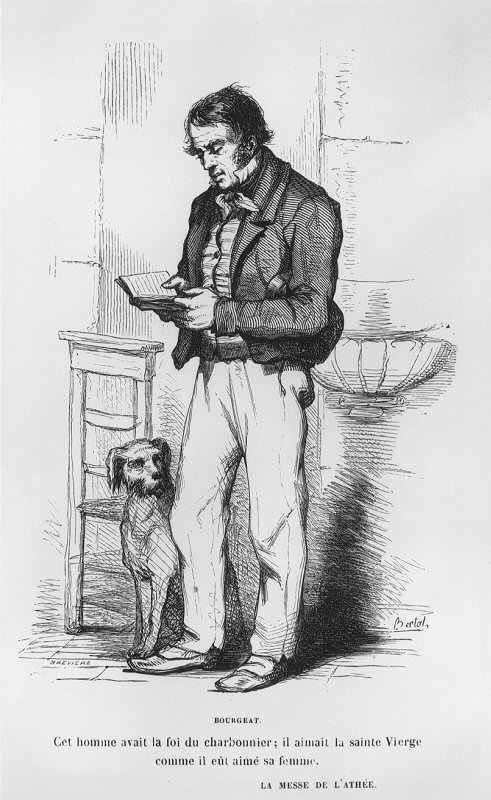 Bertal.
BREVIERE
BOURGEAT.
Cet homme avait la foi du charbonnier; il aimait la sainte Vierge
comme il eût aimé sa femme.
LA MESSE DE L'ATHÉE.